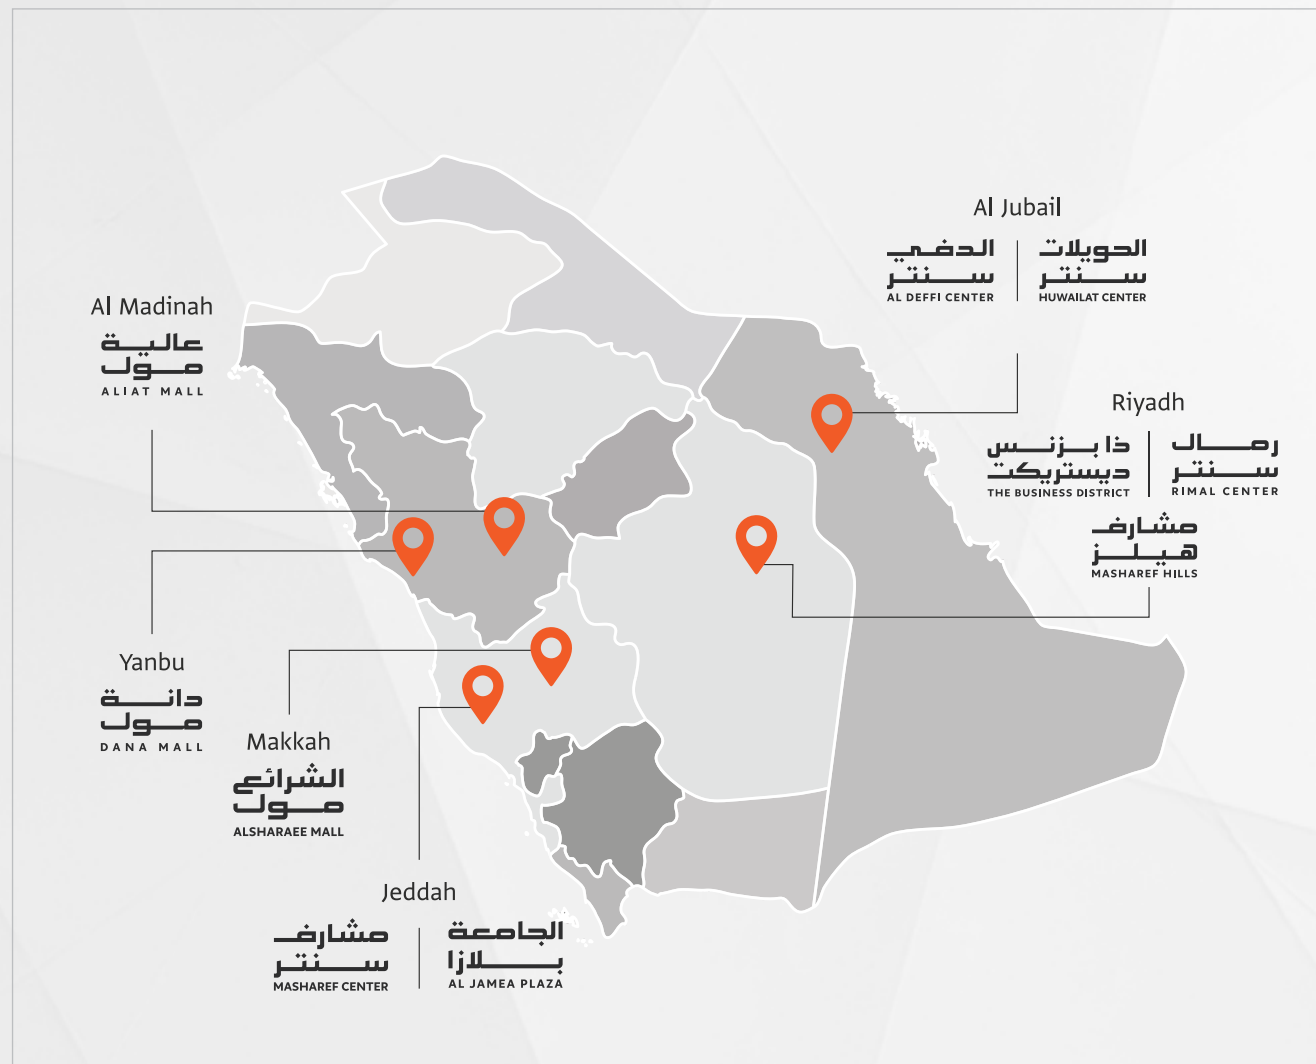 Al Jubail
الدفي
سنتر
AL DEFFI CENTER
الحويلات
سنتر
HUWAILAT CENTER
Al Madinah
عالية
مول
ALIAT MALL
Riyadh
ذا بزنس
ديستريكت
THE BUSINESS DISTRICT
رمال
سنتر
RIMAL CENTER
مشارف
هيلز
MASHAREF HILLS
Yanbu
دانة
مول
DANA MALL
Makkah
الشرائع
مول
ALSHARAEE MALL
Jeddah
مشارف
سنتر
MASHAREF CENTER
الجامعة
بلازا
AL JAMEA PLAZA